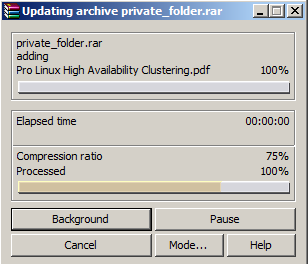 Updating archive private_folder.rar
private_folder.rar
adding
Pro Linux High Availability Clustering.pdf 100%
Elapsed time 00:00:00
Compression ratio 75%
Processed 100%
Background Pause
Cancel Mode... Help